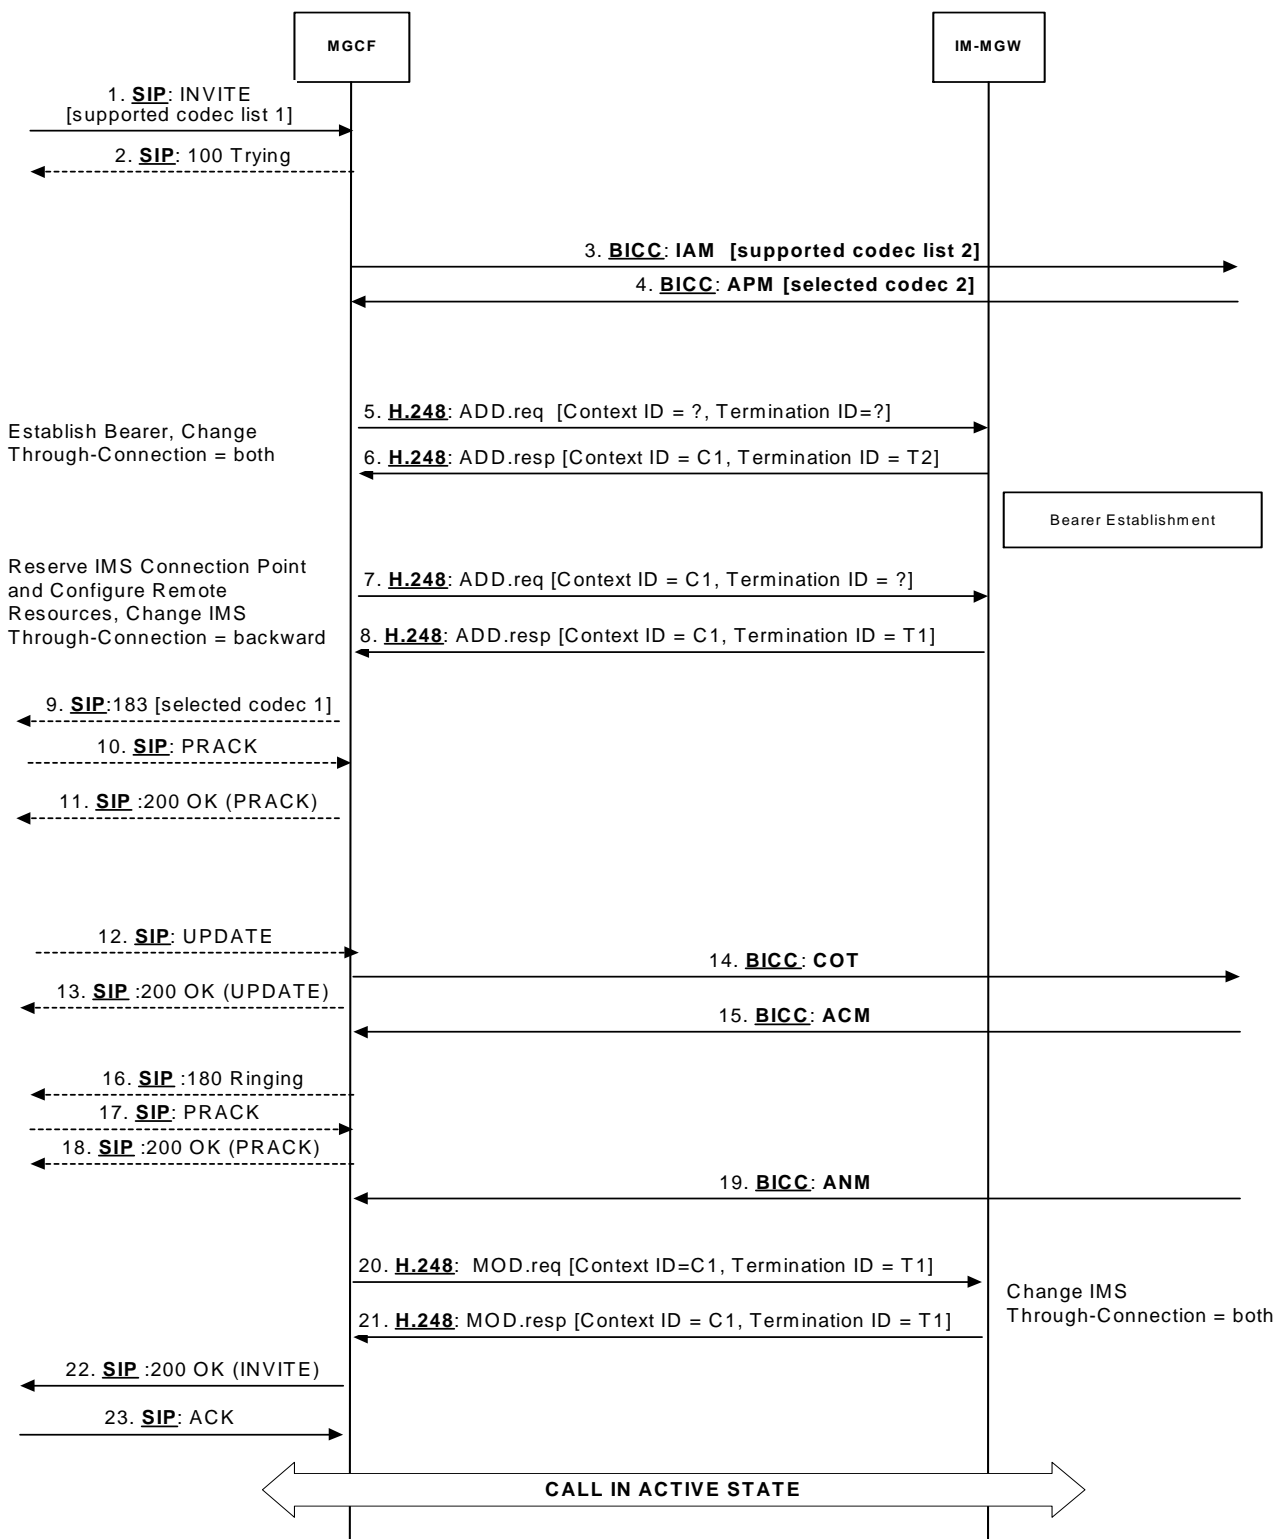 MGCF
IM-MGW
1. SIP: INVITE
[supported codec list 1]
2. SIP: 100 Trying
3. BICC: IAM [supported codec list 2]
4. BICC: APM [selected codec 2]
5. H.248: ADD.req [Context ID = ?, Termination ID=?]
Establish Bearer, Change
Through-Connection = both
6. H.248: ADD.resp [Context ID = C1, Termination ID = T2]
Bearer Establishment
Reserve IMS Connection Point
and Configure Remote
Resources, Change IMS
Through-Connection = backward
7. H.248: ADD.req [Context ID = C1, Termination ID = ?]
8. H.248: ADD.resp [Context ID = C1, Termination ID = T1]
9. SIP:183 [selected codec 1]
10. SIP: PRACK
11. SIP :200 OK (PRACK)
12. SIP: UPDATE
14. BICC: COT
13. SIP :200 OK (UPDATE)
15. BICC: ACM
16. SIP :180 Ringing
17. SIP: PRACK
18. SIP :200 OK (PRACK)
19. BICC: ANM
20. H.248: MOD.req [Context ID=C1, Termination ID = T1]
21. H.248: MOD.resp [Context ID = C1, Termination ID = T1]
Change IMS
Through-Connection = both
22. SIP :200 OK (INVITE)
23. SIP: ACK
CALL IN ACTIVE STATE